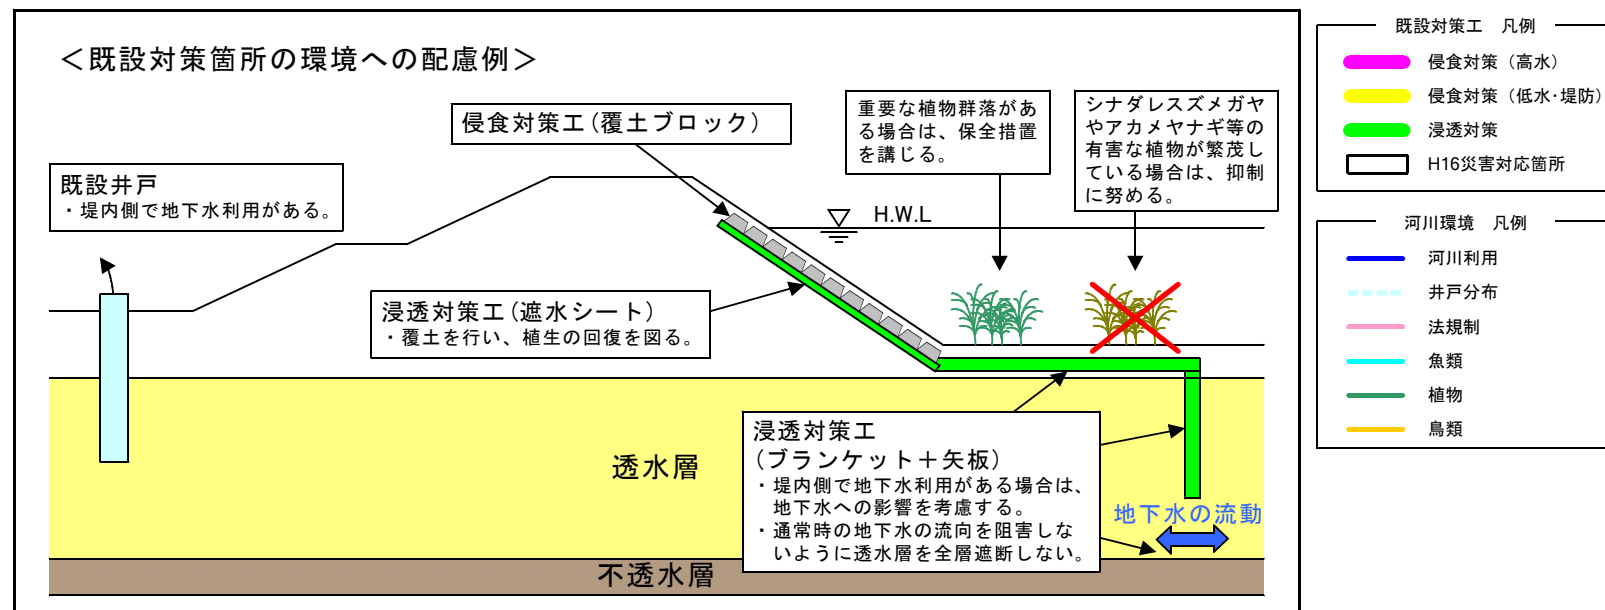 ＜既設対策箇所の環境への配慮例＞
侵食対策工(覆土ブロック)
重要な植物群落があ
る場合は、保全措置
を講じる。
シナダレスズメガヤ
やアカメヤナギ等の
有害な植物が繁茂し
ている場合は、抑制
に努める。
既設井戸
・堤内側で地下水利用がある。
H.W.L
浸透対策工(遮水シート)
・覆土を行い、植生の回復を図る。
浸透対策工
(ブランケット＋矢板)
・堤内側で地下水利用がある場合は、
地下水への影響を考慮する。
・通常時の地下水の流向を阻害しな
いように透水層を全層遮断しない。
透水層
地下水の流動
不透水層
既設対策工　凡例
侵食対策（高水）
侵食対策（低水･堤防）
浸透対策
H16災害対応箇所
河川環境　凡例
河川利用
井戸分布
法規制
魚類
植物
鳥類